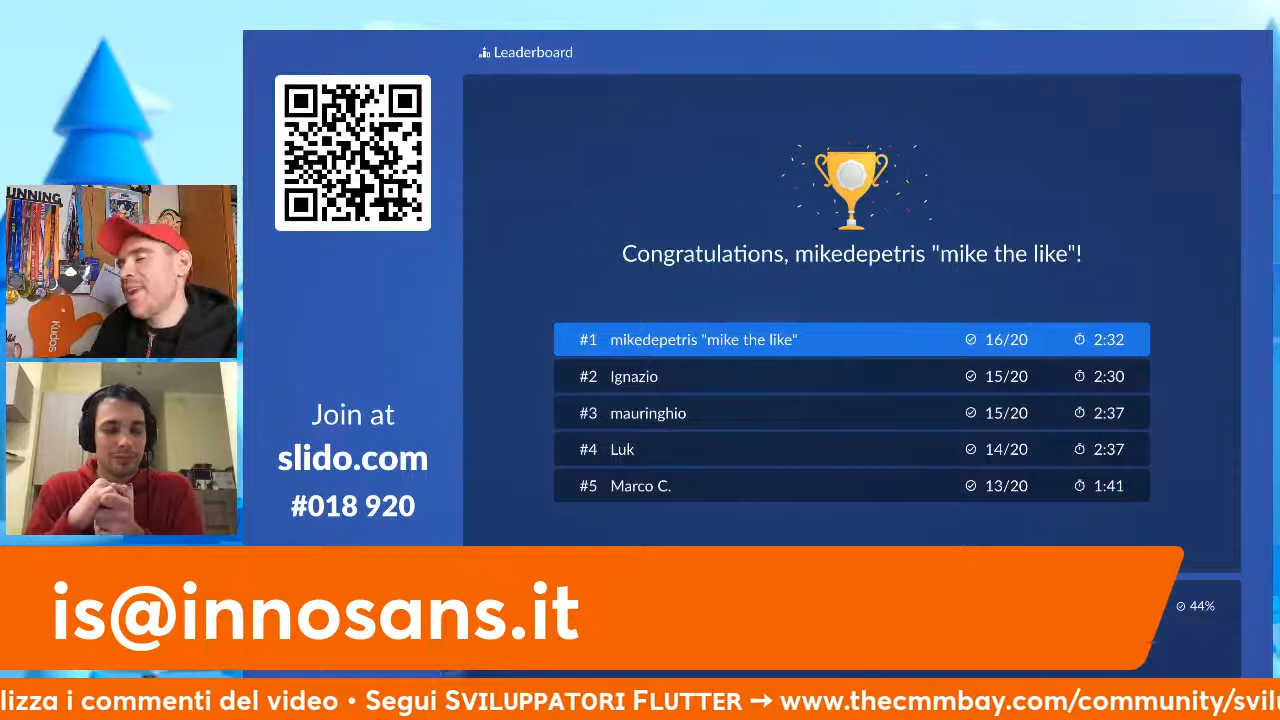 Leaderboard
Congratulations, mikedepetris "mike the like"!
#1 mikedepetris "mike the like" 16/20 2:32
#2 Ignazio 15/20 2:30
#3 mauringhio 15/20 2:37
#4 Luk 14/20 2:37
#5 Marco C. 13/20 1:41
Join at
slido.com
#018 920
44%
UNNING
Kudos
is@innosans.it
lizza i commenti del video • Segui SVILUPPATORI FLUTTER → www.thecmmbay.com/community/svil